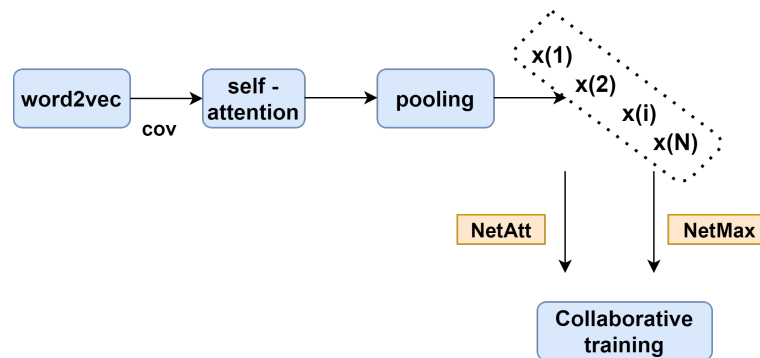 word2vec
cov
self -
attention
pooling
x(1)
x(2)
x(i)
x(N)
NetAtt
NetMax
Collaborative
training